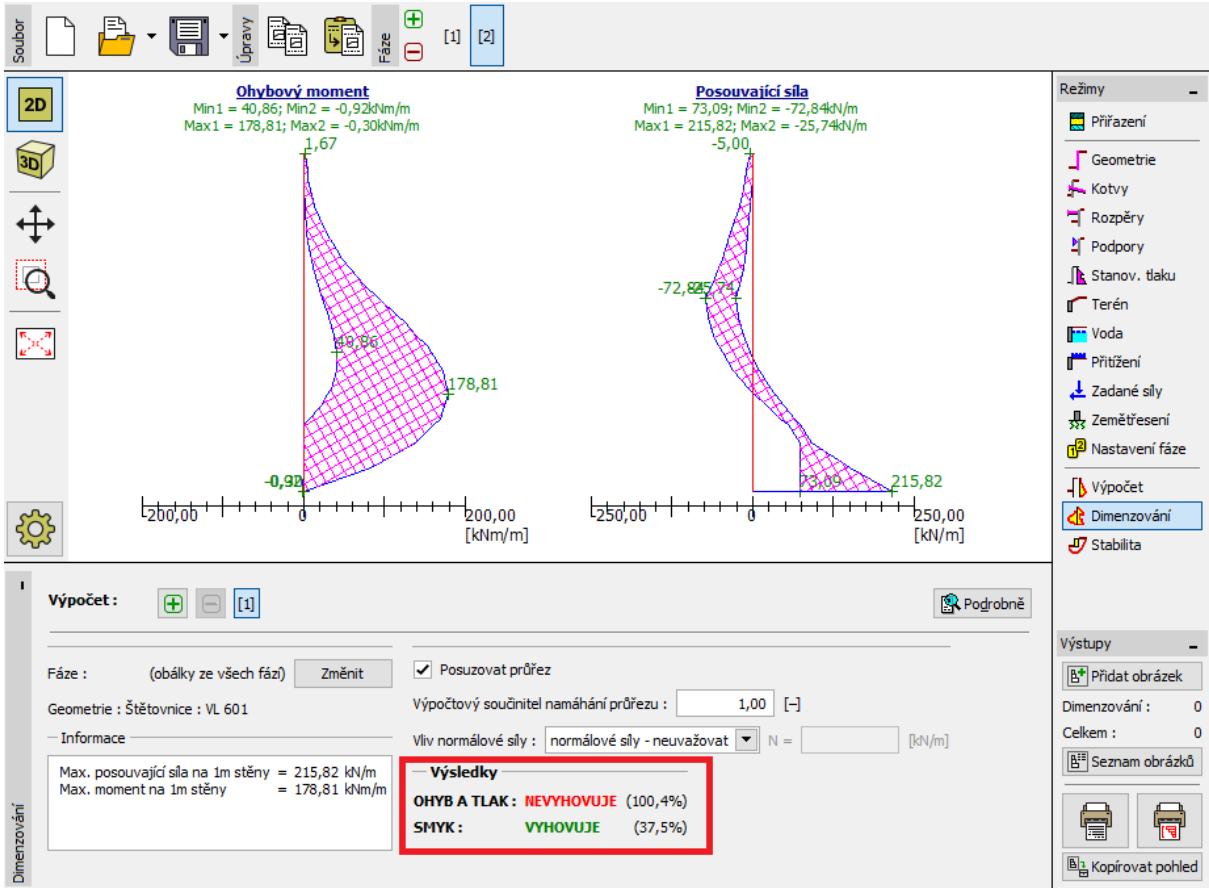 Soubor
Úpravy
Fáze
[1] [2]
2D
3D
Ohybový moment
Min1 = 40,86; Min2 = -0,92kNm/m
Max1 = 178,81; Max2 = -0,30kNm/m
1,67
40,86
178,81
-200,00 0 200,00
[kNm/m]
Posouvající síla
Min1 = 73,09; Min2 = -72,84kN/m
Max1 = 215,82; Max2 = -25,74kN/m
-5,00
-72,84 -25,74
73,09 215,82
-250,00 0 250,00
[kN/m]
Režimy
Přiřazení
Geometrie
Kotvy
Rozpěry
Podpory
Stanov. tlaku
Terén
Voda
Přitížení
Zadané síly
Zemětřesení
Nastavení fáze
Výpočet
Dimenzování
Stabilita
Dimenzování
Výpočet : [1] Podrobně
Fáze : (obálky ze všech fází) Změnit
Geometrie : Štětovnice : VL 601
Informace
Max. posouvající síla na 1m stěny = 215,82 kN/m
Max. moment na 1m stěny = 178,81 kNm/m
Posuzovat průřez
Výpočtový součinitel namáhání průřezu : 1,00 [–]
Vliv normálové síly : normálové síly - neuvažovat N = [kN/m]
Výsledky
OHYB A TLAK : NEVYHOVUJE (100,4%)
SMYK : VYHOVUJE (37,5%)
Výstupy
Přidat obrázek
Dimenzování : 0
Celkem : 0
Seznam obrázků
Kopírovat pohled